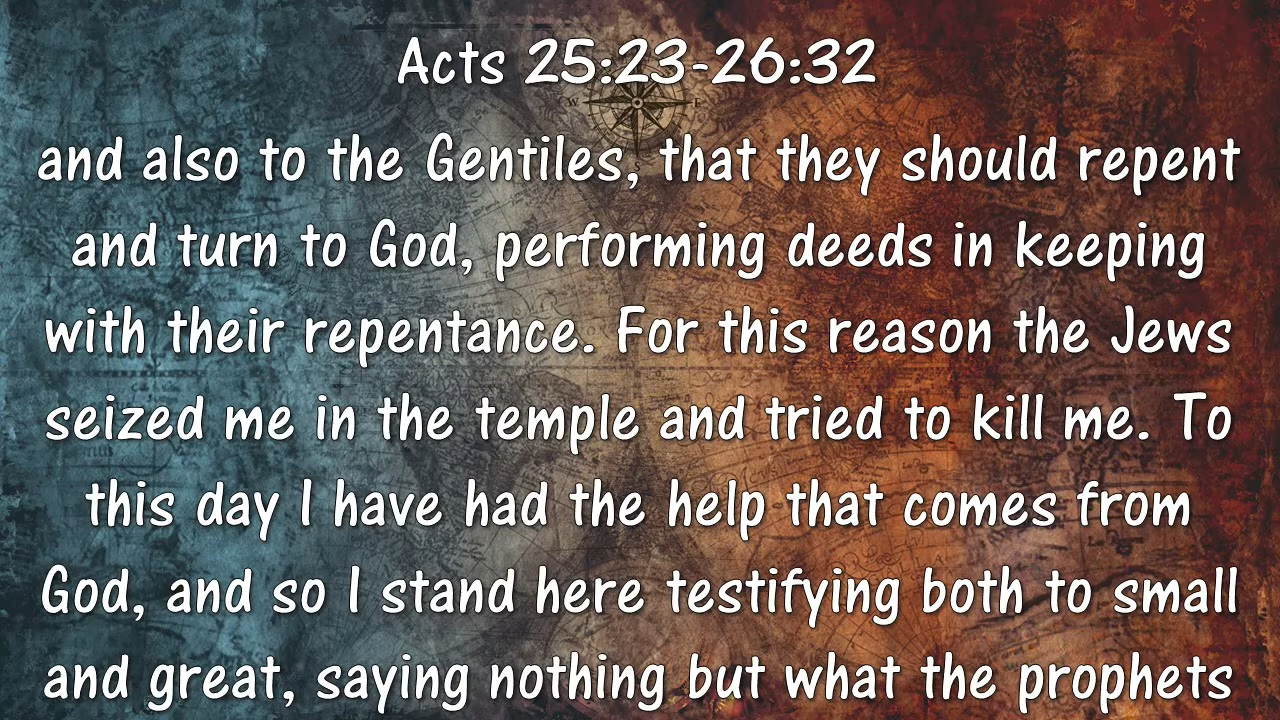 Acts 25:23-26:32
W E
and also to the Gentiles, that they should repent
and turn to God, performing deeds in keeping
with their repentance. For this reason the Jews
seized me in the temple and tried to kill me. To
this day I have had the help that comes from
God, and so I stand here testifying both to small
and great, saying nothing but what the prophets